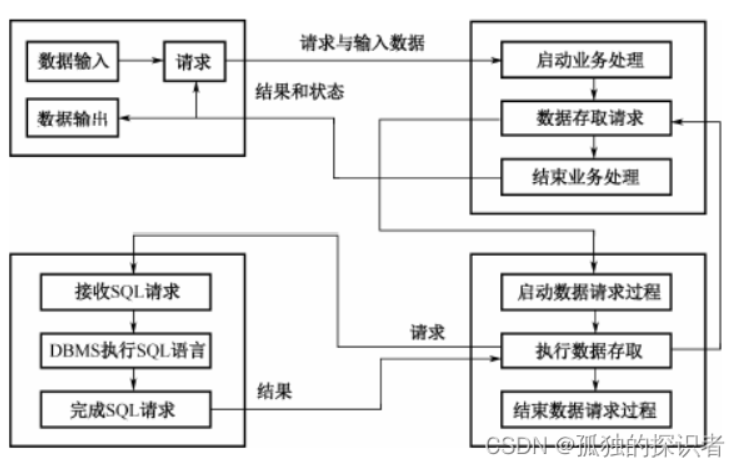 数据输入
请求
数据输出
请求与输入数据
结果和状态
启动业务处理
数据存取请求
结束业务处理
接收SQL请求
DBMS执行SQL语言
完成SQL请求
请求
结果
启动数据请求过程
执行数据存取
结束数据请求过程
CSDN @孤独的探识者